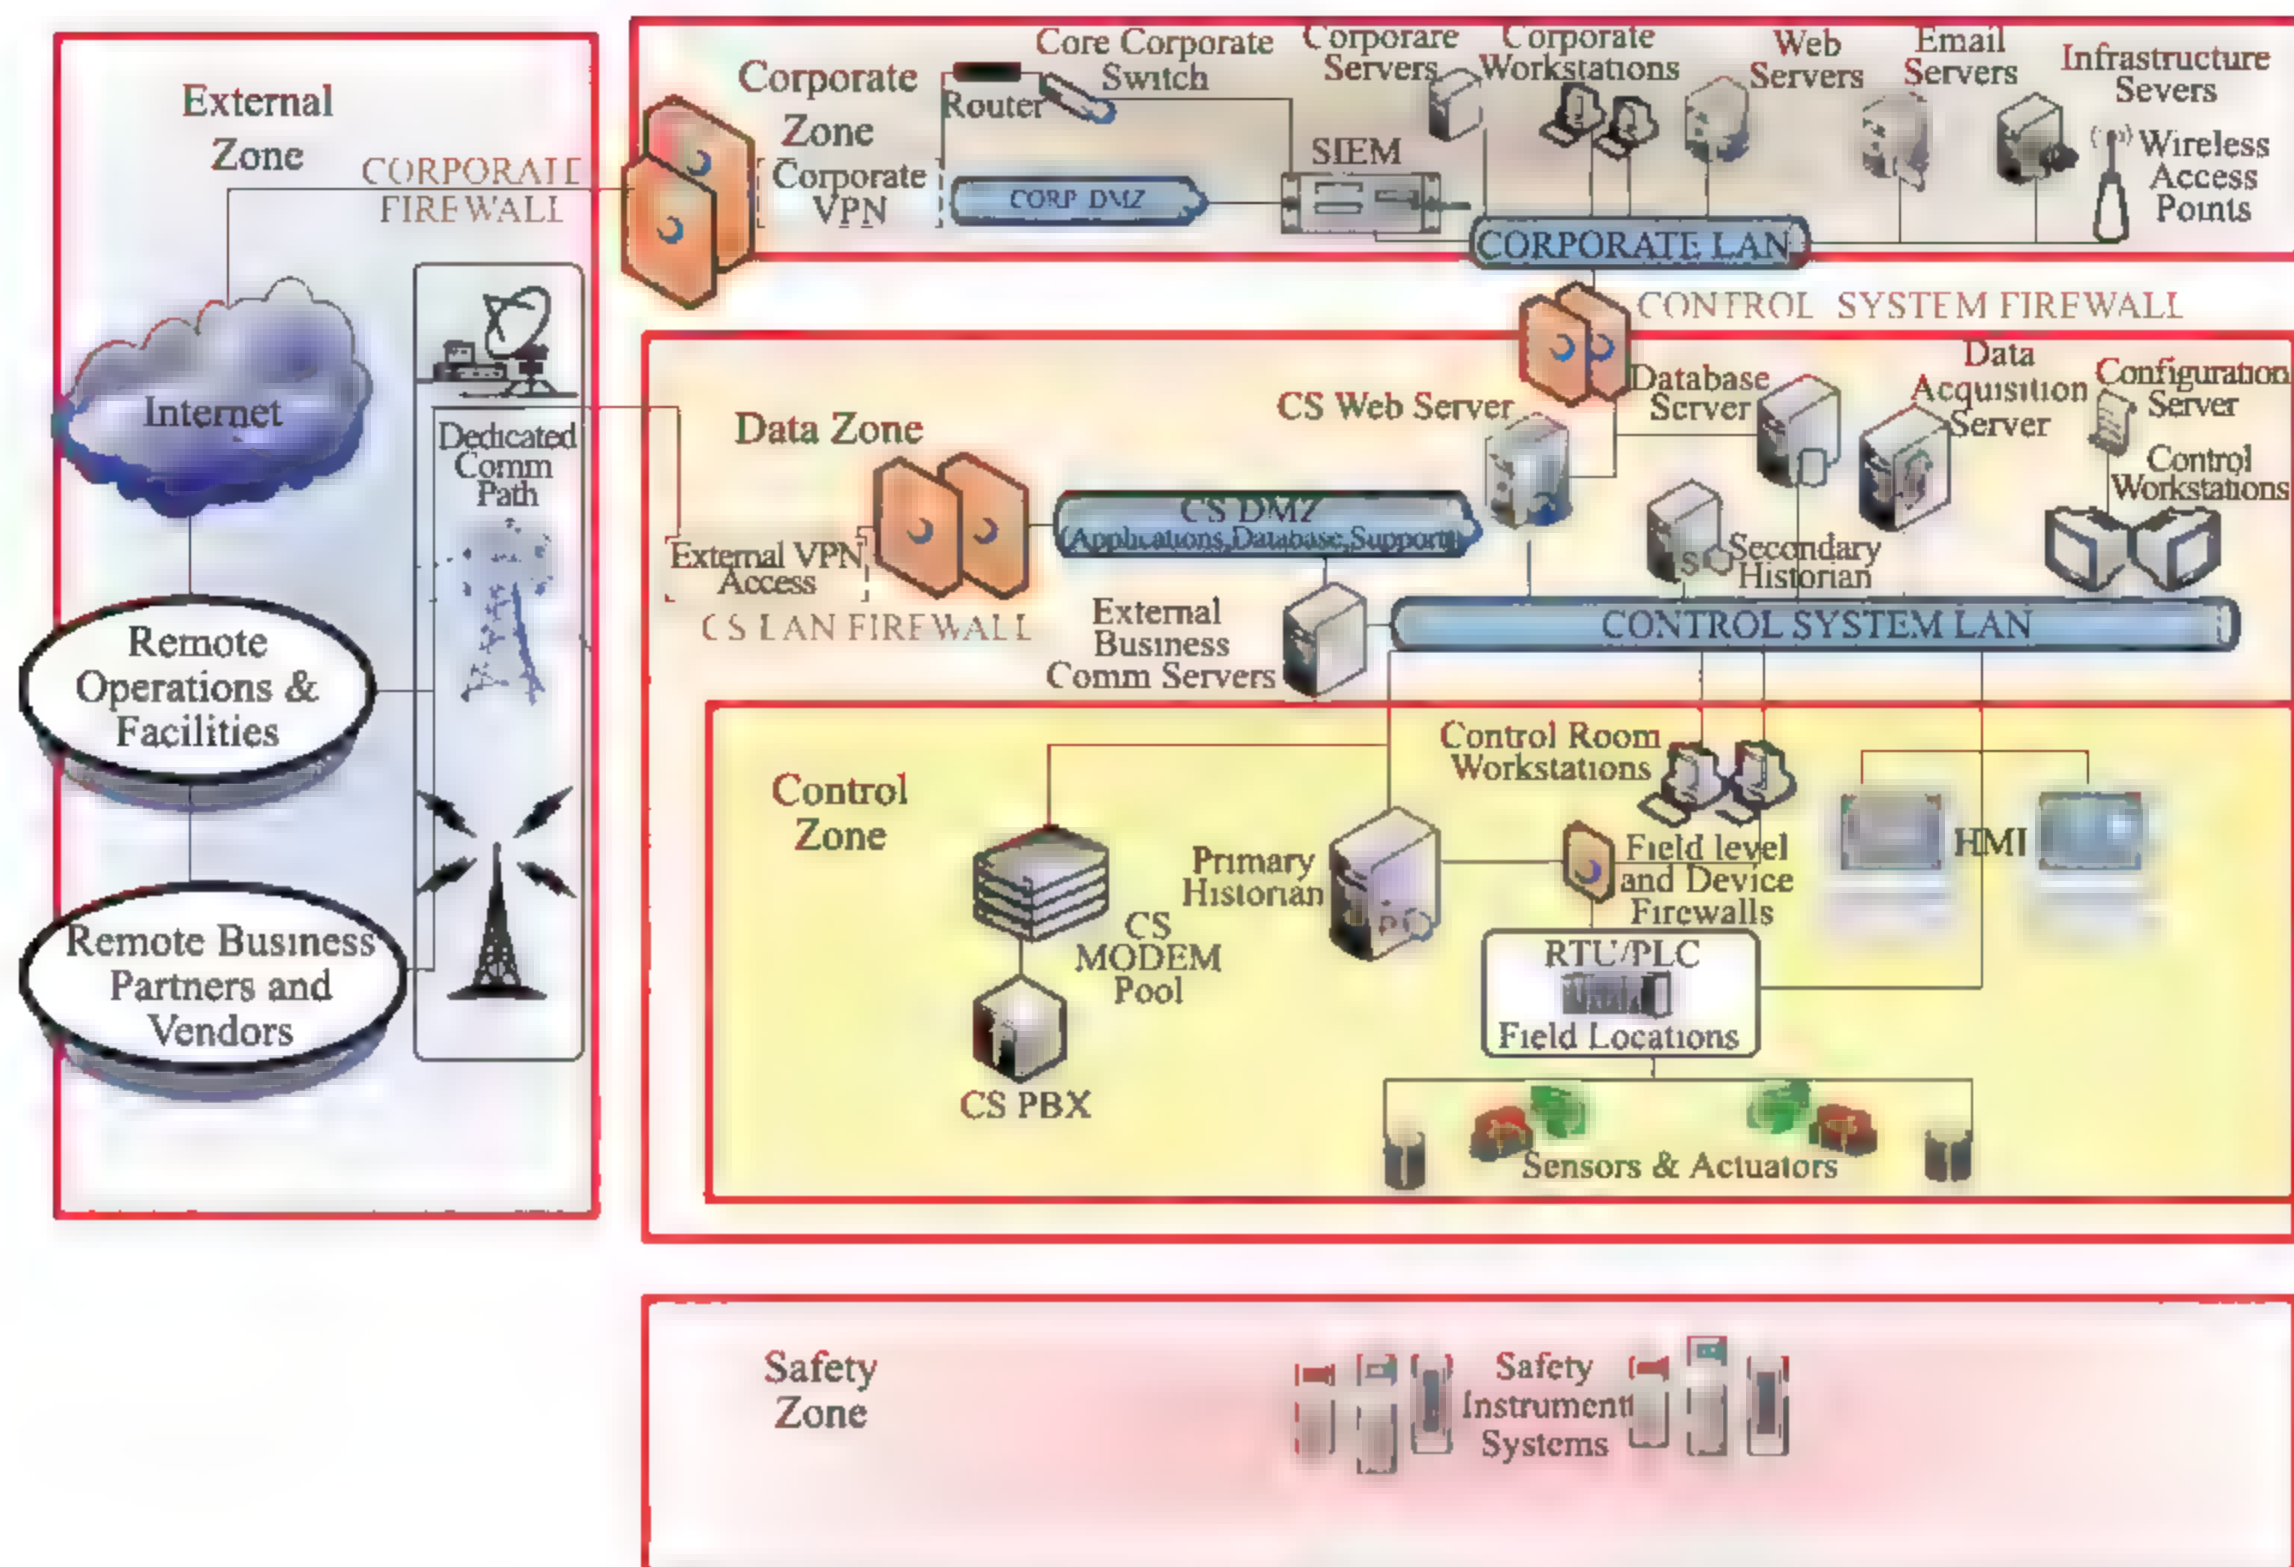 External
Zone
CORPORATE
FIREWALL
Internet
Dedicated
Comm
Path
Remote
Operations &
Facilities
Remote Business
Partners and
Vendors
Corporate
Zone
Corporate
VPN
Router
Core Corporate
Switch
CORP DMZ
SIEM
Corporare
Servers
Corporate
Workstations
Web
Servers
Email
Servers
Infrastructure
Severs
Wireless
Access
Points
CORPORATE LAN
CONTROL SYSTEM FIREWALL
Data Zone
External VPN
Access
CS LAN FIREWALL
CS DMZ
(Applications,Database,Supports)
CS Web Server
Database
Server
Data
Acquisition
Server
Configuration
Server
Control
Workstations
Secondary
Historian
External
Business
Comm Servers
CONTROL SYSTEM LAN
Control
Zone
CS
MODEM
Pool
CS PBX
Primary
Historian
Control Room
Workstations
Field level
and Device
Firewalls
HMI
RTU/PLC
Field Locations
Sensors & Actuators
Safety
Zone
Safety
Instrument
Systems